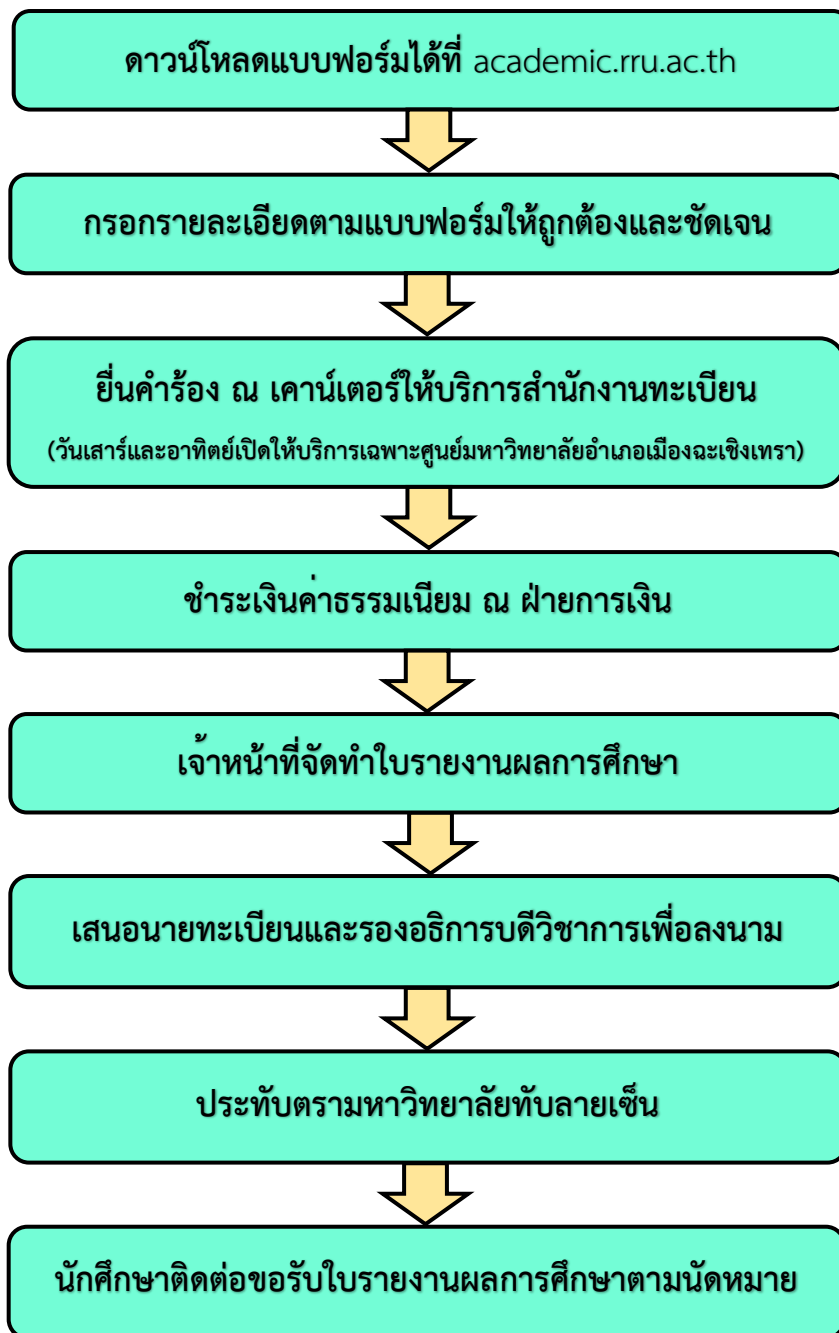 ดาวน์โหลดแบบฟอร์มได้ที่ academic.rru.ac.th
กรอกรายละเอียดตามแบบฟอร์มให้ถูกต้องและชัดเจน
ยื่นคำร้อง ณ เคาน์เตอร์ให้บริการสำนักงานทะเบียน
(วันเสาร์และอาทิตย์เปิดให้บริการเฉพาะศูนย์มหาวิทยาลัยอำเภอเมืองฉะเชิงเทรา)
ชำระเงินค่าธรรมเนียม ณ ฝ่ายการเงิน
เจ้าหน้าที่จัดทำใบรายงานผลการศึกษา
เสนอนายทะเบียนและรองอธิการบดีวิชาการเพื่อลงนาม
ประทับตรามหาวิทยาลัยทับลายเซ็น
นักศึกษาติดต่อขอรับใบรายงานผลการศึกษาตามนัดหมาย